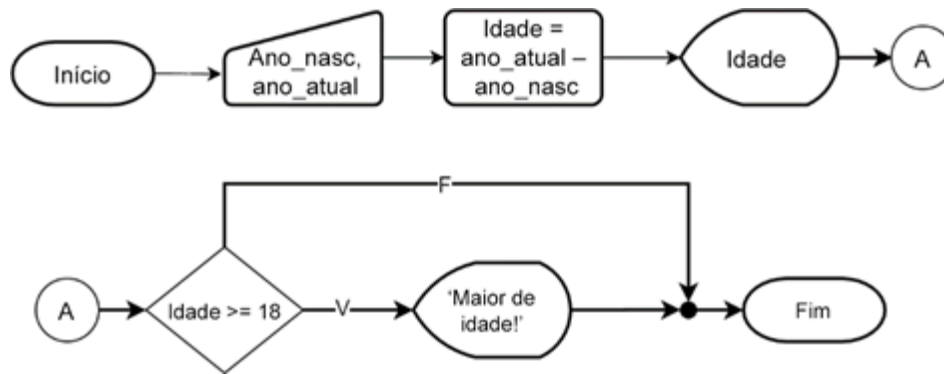 Início
Ano_nasc,
ano_atual
Idade =
ano_atual –
ano_nasc
Idade
A
F
A
Idade >= 18
V
'Maior de
idade!'
Fim